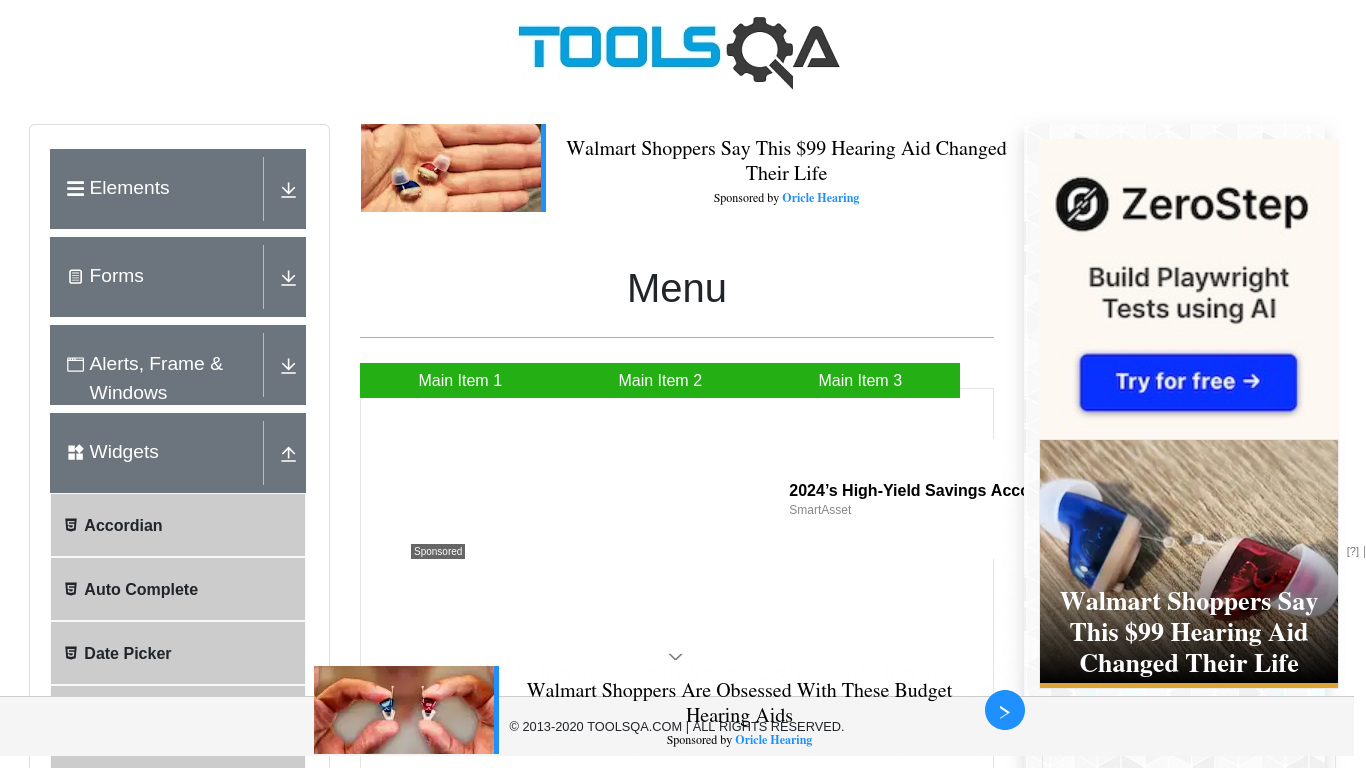 TOOLSQA
Elements
Forms
Alerts, Frame &
Windows
Widgets
Accordian
Auto Complete
Date Picker
Walmart Shoppers Say This $99 Hearing Aid Changed
Their Life
Sponsored by Oricle Hearing
Menu
Main Item 1
Main Item 2
Main Item 3
2024’s High-Yield Savings Acco
SmartAsset
Sponsored
ZeroStep
Build Playwright
Tests using AI
Try for free →
[?]
Walmart Shoppers Say
This $99 Hearing Aid
Changed Their Life
Walmart Shoppers Are Obsessed With These Budget
Hearing Aids
Sponsored by Oricle Hearing
© 2013-2020 TOOLSQA.COM | ALL RIGHTS RESERVED.